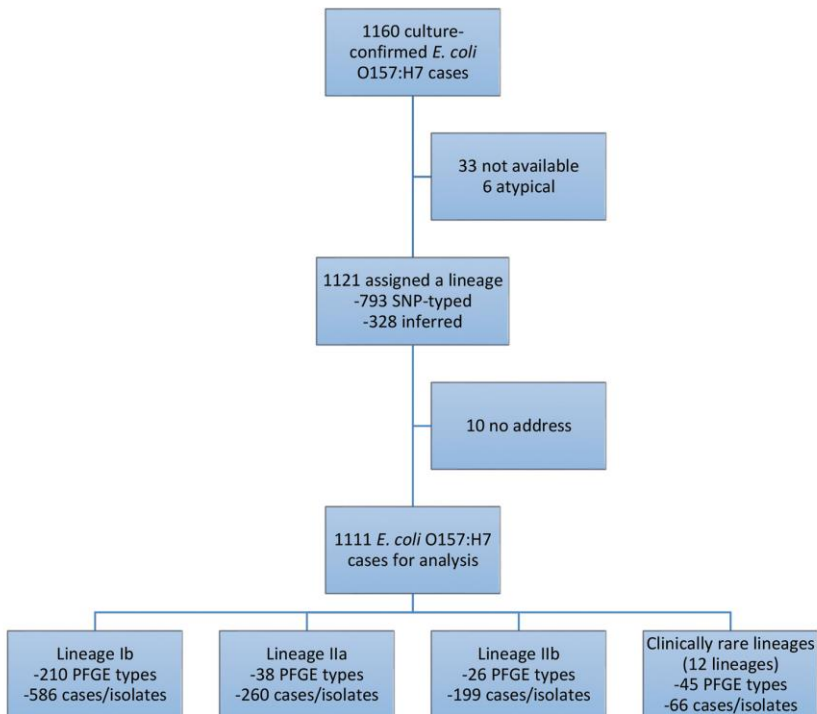 1160 culture-
confirmed E. coli
O157:H7 cases
33 not available
6 atypical
1121 assigned a lineage
-793 SNP-typed
-328 inferred
10 no address
1111 E. coli O157:H7
cases for analysis
Lineage Ib
-210 PFGE types
-586 cases/isolates
Lineage IIa
-38 PFGE types
-260 cases/isolates
Lineage IIb
-26 PFGE types
-199 cases/isolates
Clinically rare lineages
(12 lineages)
-45 PFGE types
-66 cases/isolates